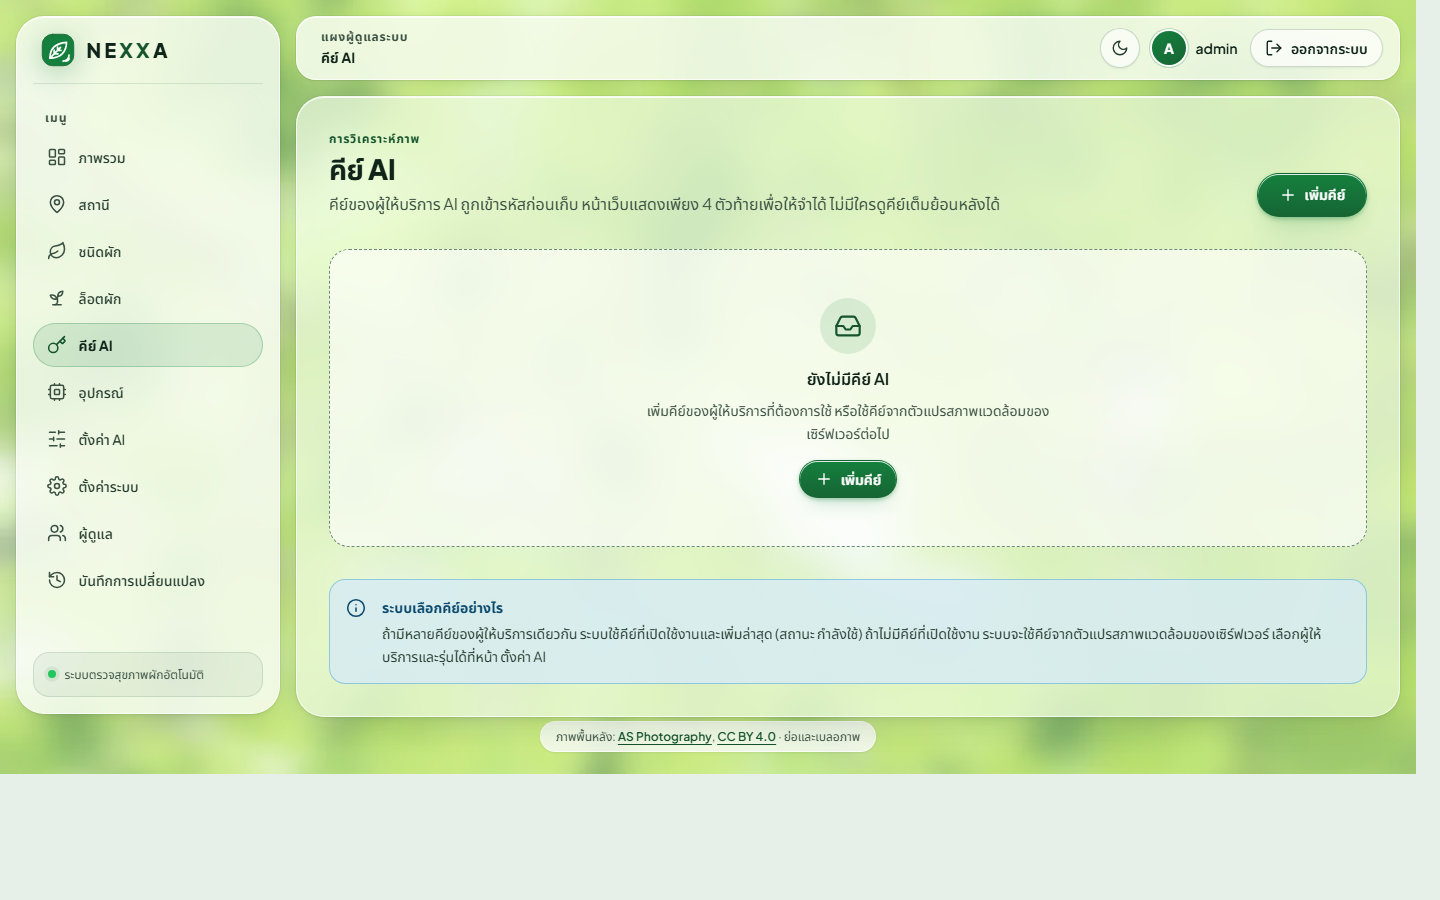 NEXXA
เมนู
ภาพรวม
สถานี
ชนิดผัก
ล็อตผัก
คีย์ AI
อุปกรณ์
ตั้งค่า AI
ตั้งค่าระบบ
ผู้ดูแล
บันทึกการเปลี่ยนแปลง
ระบบตรวจสุขภาพผักอัตโนมัติ
แผงผู้ดูแลระบบ
คีย์ AI
A admin ออกจากระบบ
การวิเคราะห์ภาพ
คีย์ AI
คีย์ของผู้ให้บริการ AI ถูกเข้ารหัสก่อนเก็บ หน้าเว็บแสดงเพียง 4 ตัวท้ายเพื่อให้จำได้ ไม่มีใครดูคีย์เต็มย้อนหลังได้
เพิ่มคีย์
ยังไม่มีคีย์ AI
เพิ่มคีย์ของผู้ให้บริการที่ต้องการใช้ หรือใช้คีย์จากตัวแปรสภาพแวดล้อมของ
เซิร์ฟเวอร์ต่อไป
เพิ่มคีย์
ระบบเลือกคีย์อย่างไร
ถ้ามีหลายคีย์ของผู้ให้บริการเดียวกัน ระบบใช้คีย์ที่เปิดใช้งานและเพิ่มล่าสุด (สถานะ กำลังใช้) ถ้าไม่มีคีย์ที่เปิดใช้งาน ระบบจะใช้คีย์จากตัวแปรสภาพแวดล้อมของเซิร์ฟเวอร์ เลือกผู้ให้
บริการและรุ่นได้ที่หน้า ตั้งค่า AI
ภาพพื้นหลัง: AS Photography, CC BY 4.0 · ย่อและเบลอภาพ